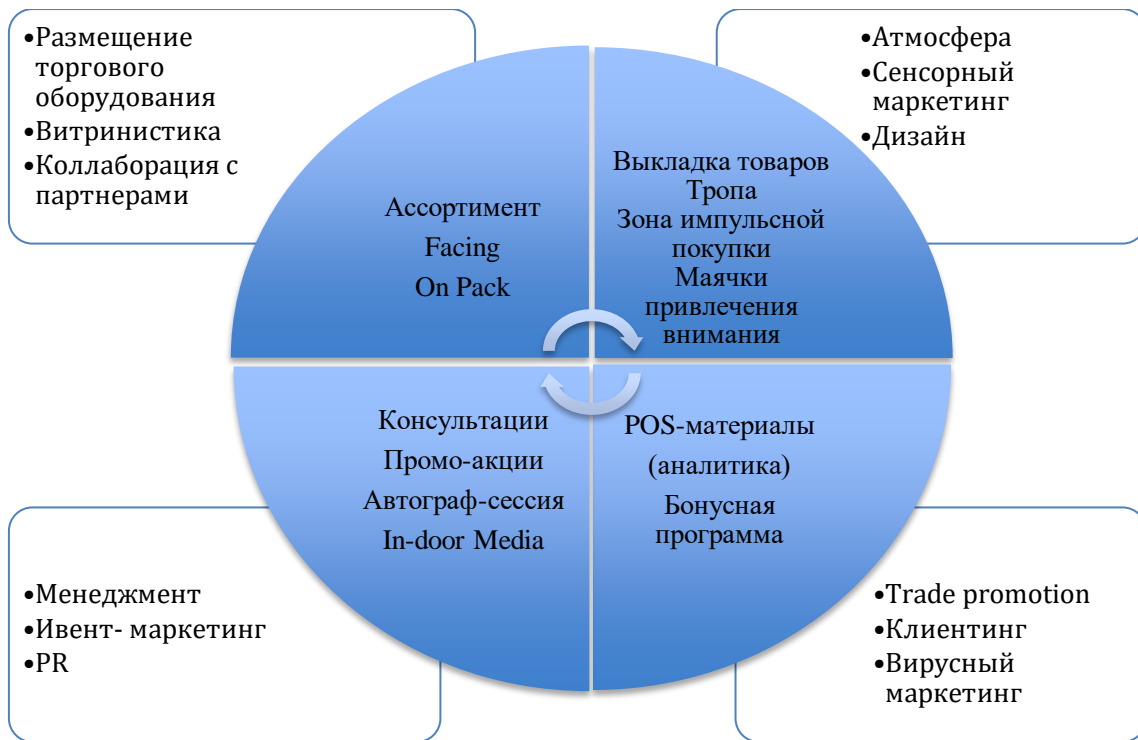 •Размещение
торгового
оборудования
•Витринистика
•Коллаборация с
партнерами
•Атмосфера
•Сенсорный
маркетинг
•Дизайн
Ассортимент
Facing
On Pack
Выкладка товаров
Тропа
Зона импульсной
покупки
Маячки
привлечения
внимания
Консультации
Промо-акции
Автограф-сессия
In-door Media
POS-материалы
(аналитика)
Бонусная
программа
•Менеджмент
•Ивент- маркетинг
•PR
•Trade promotion
•Клиентинг
•Вирусный
маркетинг